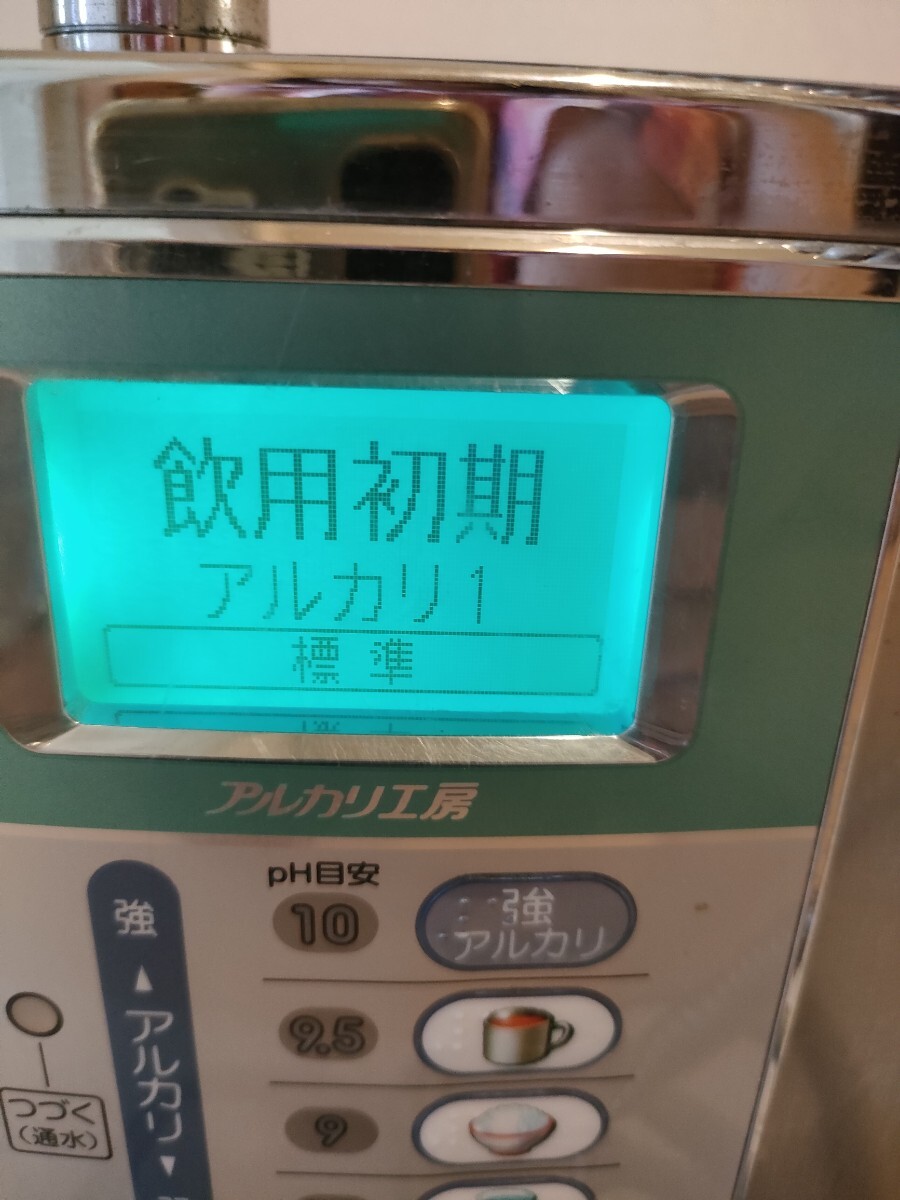 飲用初期
アルカリ1
標準
アルカリ工房
pH目安
強
10
強
アルカリ
▲
アルカリ
▼
9.5
つづく
(通水)
9